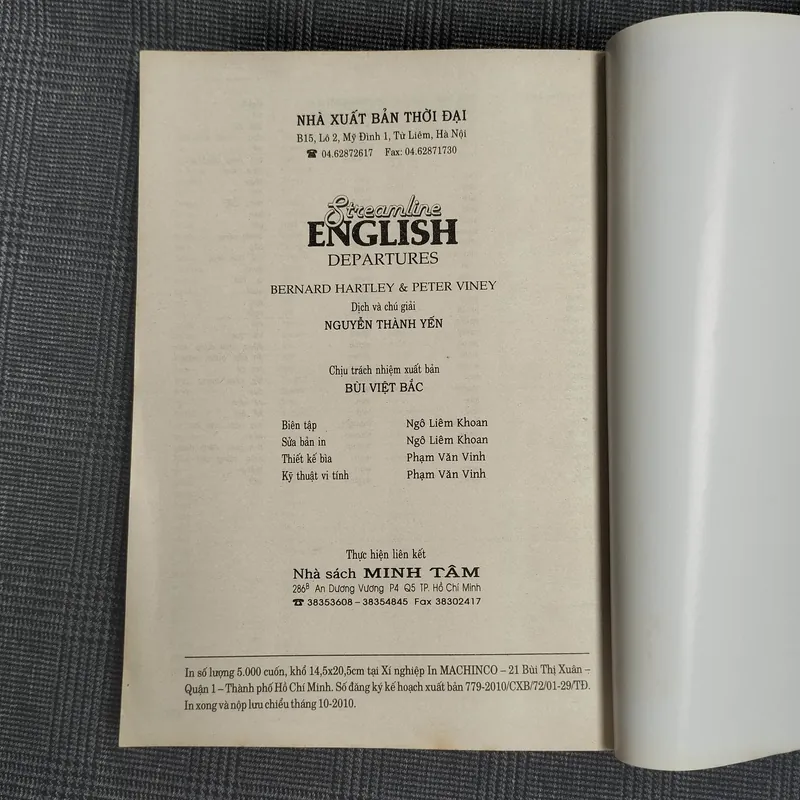 NHÀ XUẤT BẢN THỜI ĐẠI
B15, Lô 2, Mỹ Đình 1, Từ Liêm, Hà Nội
☎ 04.62872617 Fax: 04.62871730
Streamline
ENGLISH
DEPARTURES
BERNARD HARTLEY & PETER VINEY
Dịch và chú giải
NGUYỄN THÀNH YẾN
Chịu trách nhiệm xuất bản
BÙI VIỆT BẮC
Biên tập Ngô Liêm Khoan
Sửa bản in Ngô Liêm Khoan
Thiết kế bìa Phạm Văn Vinh
Kỹ thuật vi tính Phạm Văn Vinh
Thực hiện liên kết
Nhà sách MINH TÂM
286ᴮ An Dương Vương P4 Q5 TP. Hồ Chí Minh
☎ 38353608 – 38354845 Fax 38302417
In số lượng 5.000 cuốn, khổ 14,5x20,5cm tại Xí nghiệp In MACHINCO – 21 Bùi Thị Xuân –
Quận 1 – Thành phố Hồ Chí Minh. Số đăng ký kế hoạch xuất bản 779-2010/CXB/72/01-29/TĐ.
In xong và nộp lưu chiểu tháng 10-2010.